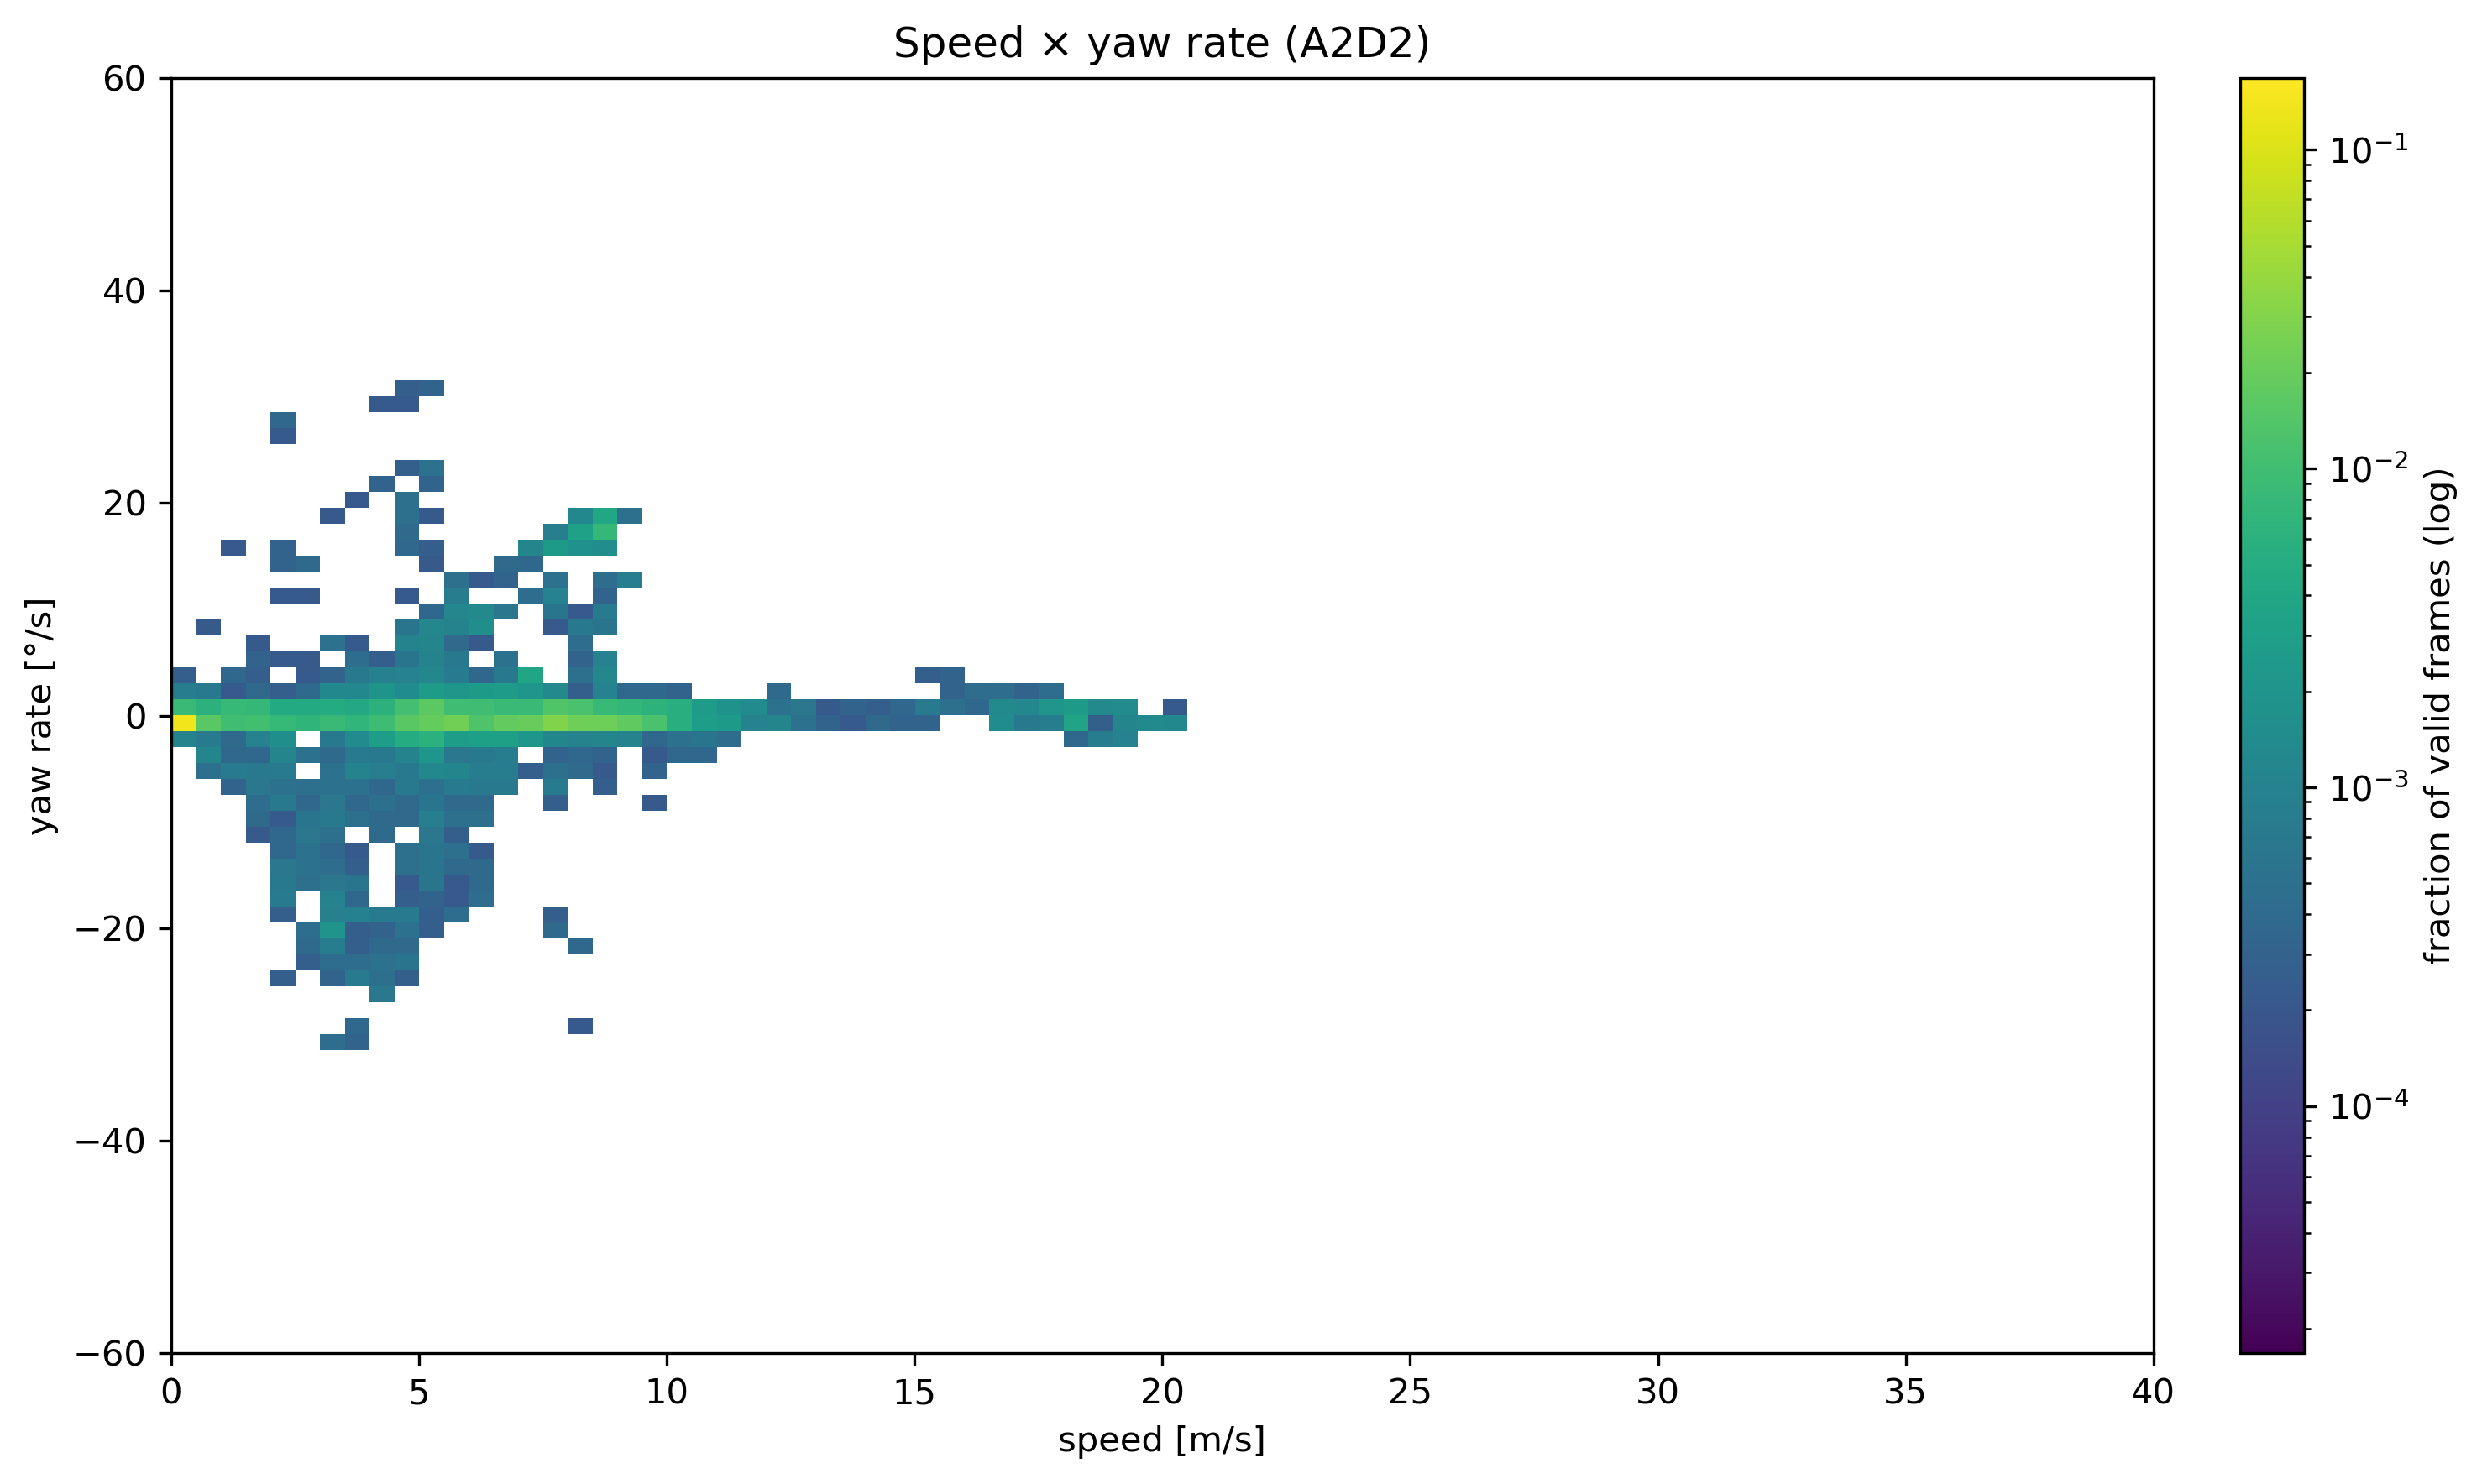 Speed × yaw rate (A2D2)
60
40
20
0
−20
−40
−60
yaw rate [°/s]
0 5 10 15 20 25 30 35 40
speed [m/s]
10⁻¹
10⁻²
10⁻³
10⁻⁴
fraction of valid frames (log)